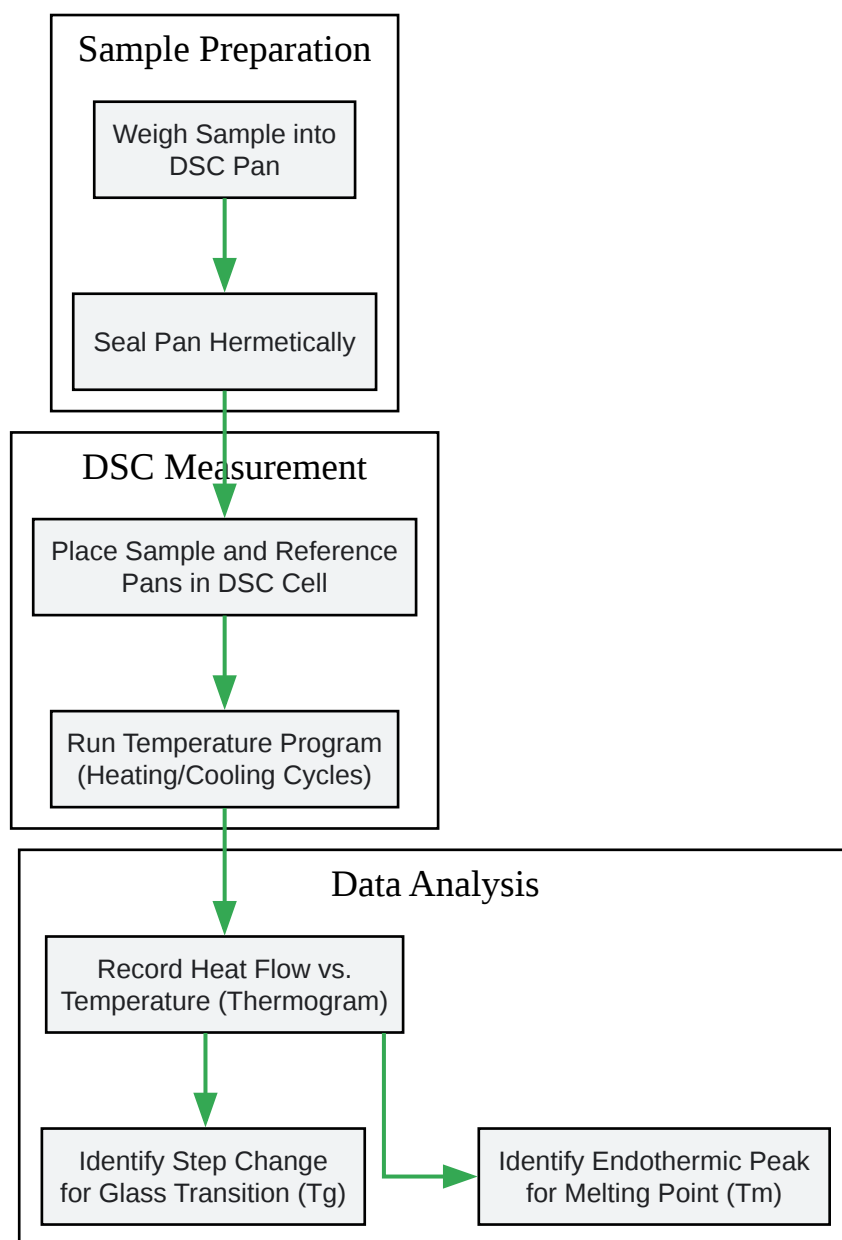 Sample Preparation
Weigh Sample into
DSC Pan
Seal Pan Hermetically
DSC Measurement
Place Sample and Reference
Pans in DSC Cell
Run Temperature Program
(Heating/Cooling Cycles)
Data Analysis
Record Heat Flow vs.
Temperature (Thermogram)
Identify Step Change
for Glass Transition (Tg)
Identify Endothermic Peak
for Melting Point (Tm)